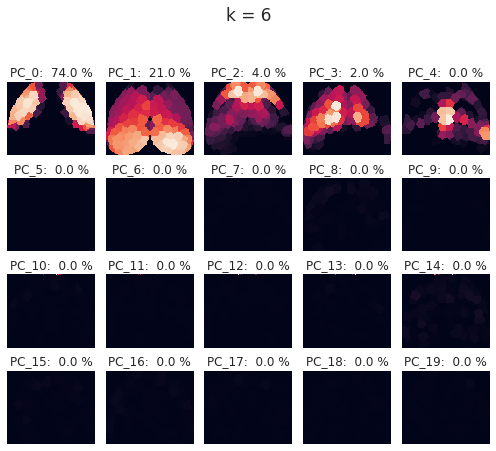 k = 6
PC_0: 74.0 % PC_1: 21.0 % PC_2: 4.0 % PC_3: 2.0 % PC_4: 0.0 %
PC_5: 0.0 % PC_6: 0.0 % PC_7: 0.0 % PC_8: 0.0 % PC_9: 0.0 %
PC_10: 0.0 % PC_11: 0.0 % PC_12: 0.0 % PC_13: 0.0 % PC_14: 0.0 %
PC_15: 0.0 % PC_16: 0.0 % PC_17: 0.0 % PC_18: 0.0 % PC_19: 0.0 %